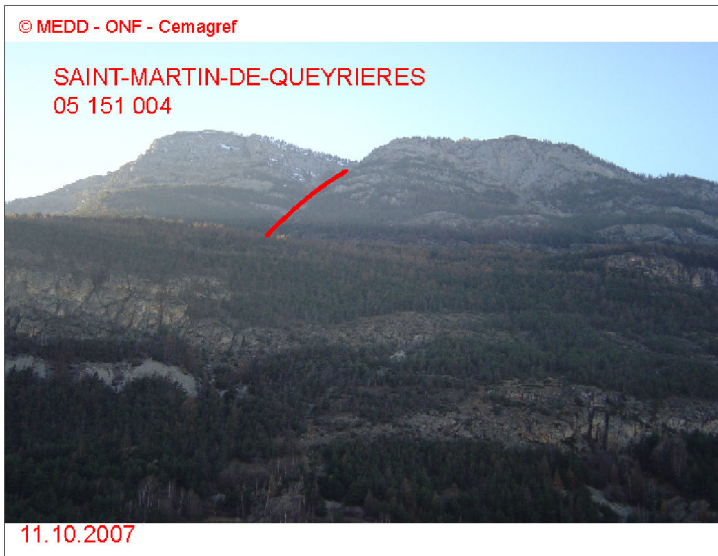 © MEDD - ONF - Cemagref
SAINT-MARTIN-DE-QUEYRIERES
05 151 004
11.10.2007